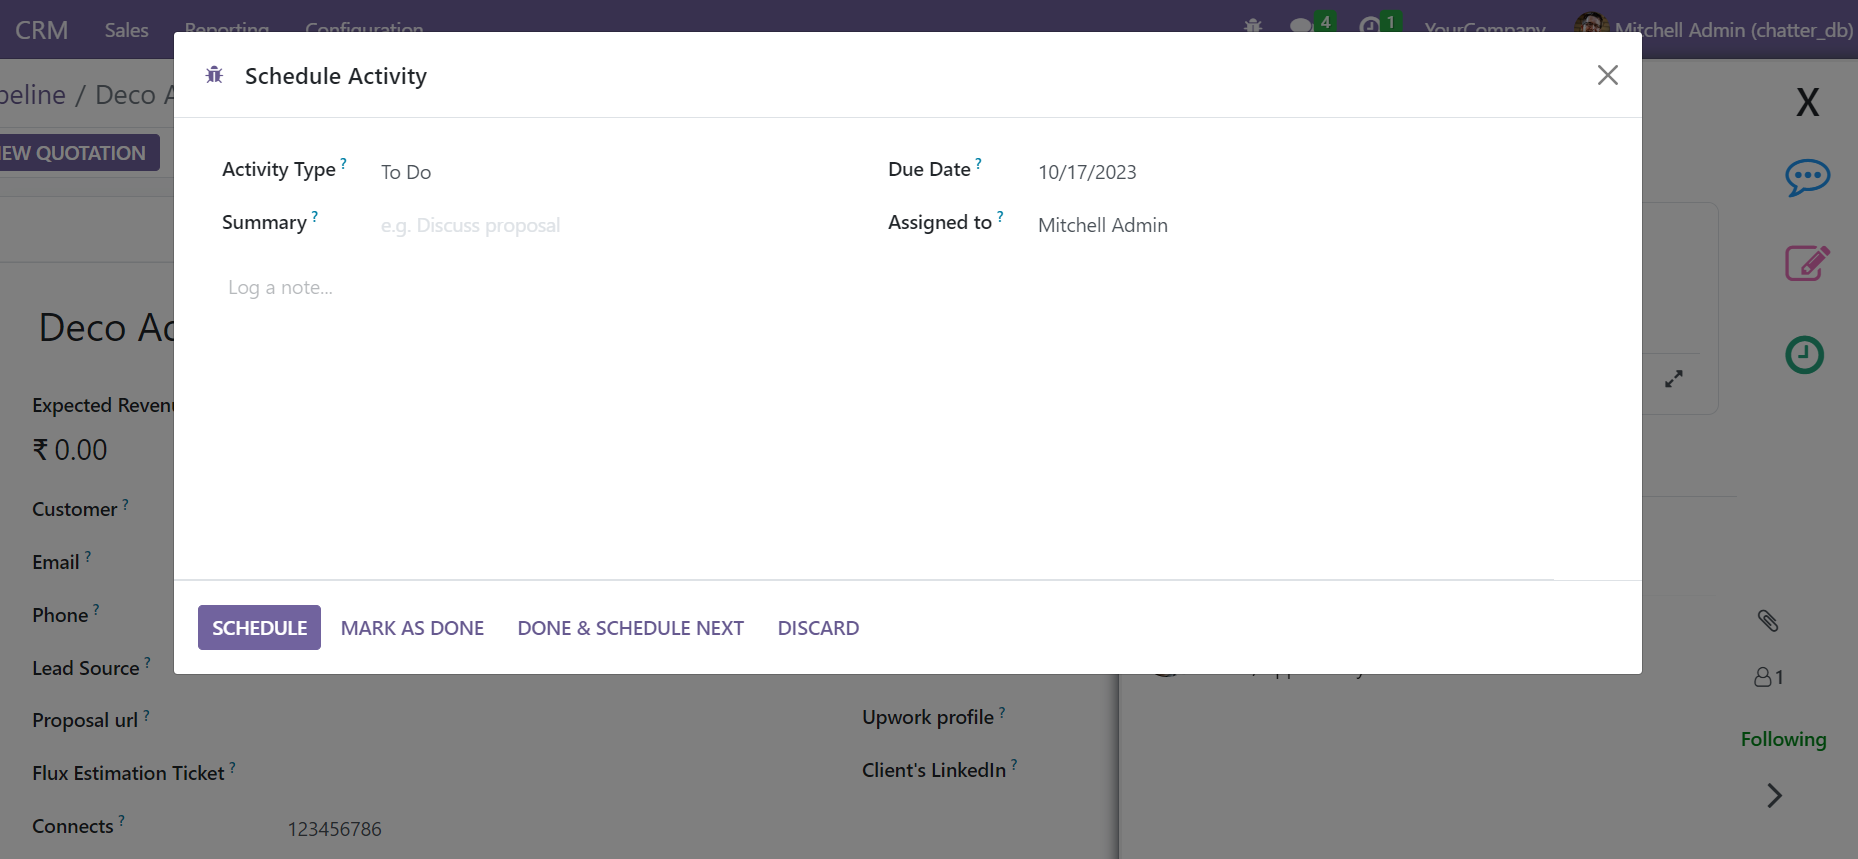 CRM Sales Reporting Configuration 4 1 YourCompany Mitchell Admin (chatter_db)
Schedule Activity
peline / Deco A
X
EW QUOTATION
Activity Type ? To Do Due Date ? 10/17/2023
Summary ? e.g. Discuss proposal Assigned to ? Mitchell Admin
Log a note...
Deco Ad
Expected Revenu
₹ 0.00
Customer ?
Email ?
Phone ?
SCHEDULE MARK AS DONE DONE & SCHEDULE NEXT DISCARD
Lead Source ?
1
Proposal url ? Upwork profile ?
Following
Flux Estimation Ticket ? Client's LinkedIn ?
Connects ? 123456786